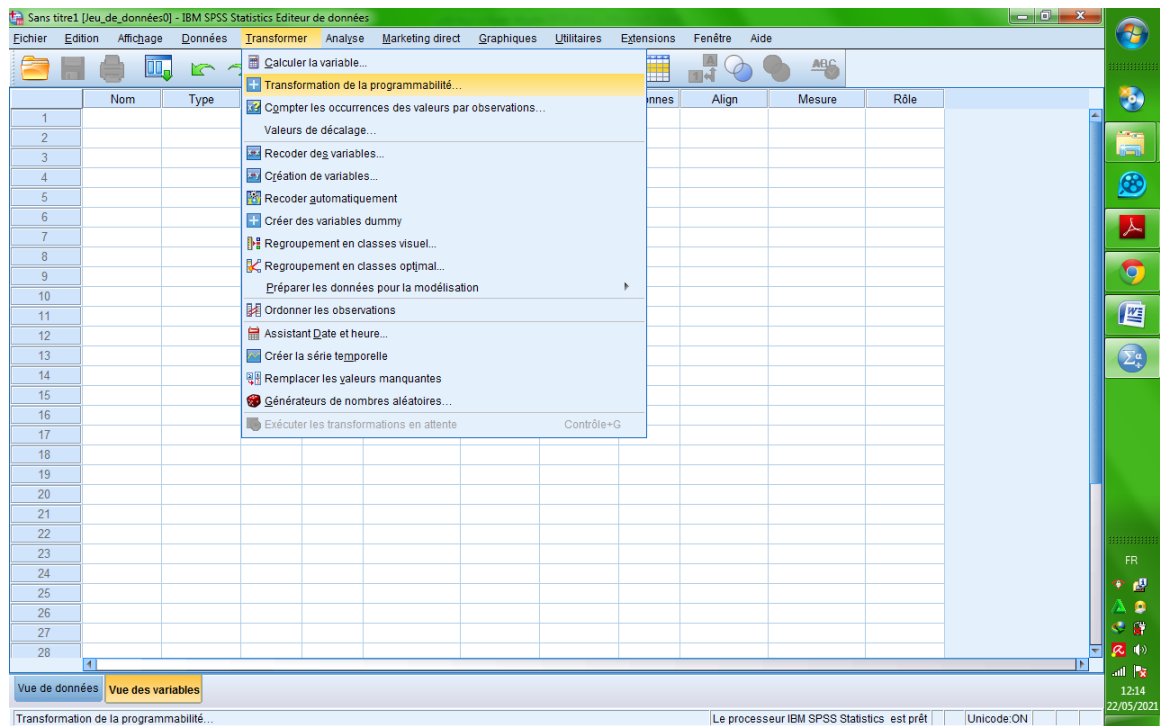 Sans titre1 [Jeu_de_données0] - IBM SPSS Statistics Editeur de données
Fichier Edition Affichage Données Transformer Analyse Marketing direct Graphiques Utilitaires Extensions Fenêtre Aide
Calculer la variable...
Transformation de la programmabilité...
Compter les occurrences des valeurs par observations...
Valeurs de décalage...
Recoder des variables...
Création de variables...
Recoder automatiquement
Créer des variables dummy
Regroupement en classes visuel...
Regroupement en classes optimal...
Préparer les données pour la modélisation
Ordonner les observations
Assistant Date et heure...
Créer la série temporelle
Remplacer les valeurs manquantes
Générateurs de nombres aléatoires...
Exécuter les transformations en attente Contrôle+G
Nom Type nnes Align Mesure Rôle
1
2
3
4
5
6
7
8
9
10
11
12
13
14
15
16
17
18
19
20
21
22
23
24
25
26
27
28
Vue de données Vue des variables
Transformation de la programmabilité... Le processeur IBM SPSS Statistics est prêt Unicode:ON
FR
12:14
22/05/2021